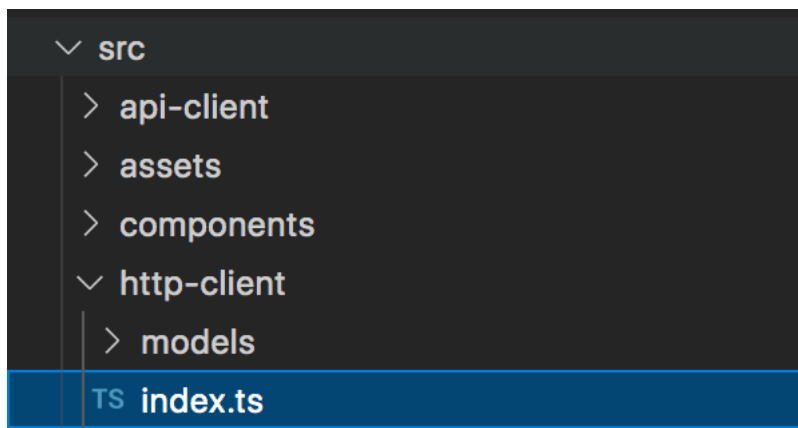 src
api-client
assets
components
http-client
models
TS index.ts